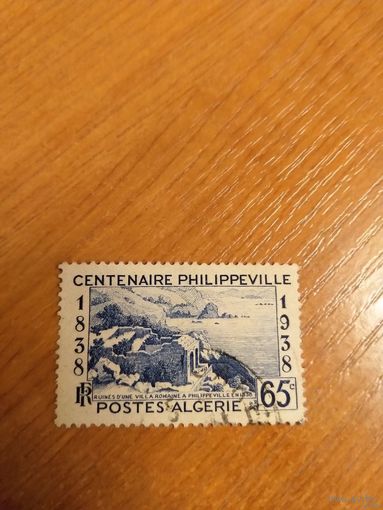 CENTENAIRE PHILIPPEVILLE
1838
1938
RUINES D'UNE VILLA ROMAINE A PHILIPPEVILLE EN 1838
RF
65c
POSTES ALGERIE